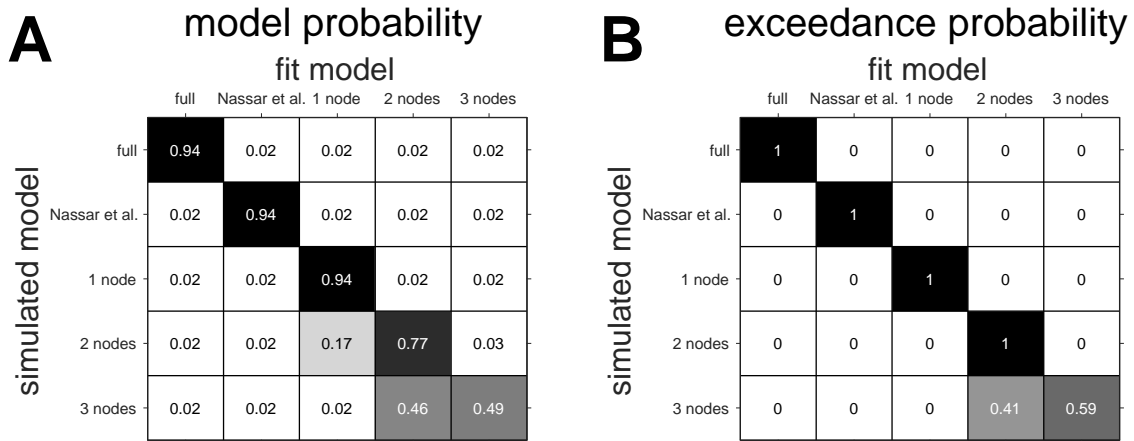 A
model probability
fit model
full Nassar et al. 1 node 2 nodes 3 nodes
simulated model
full 0.94 0.02 0.02 0.02 0.02
Nassar et al. 0.02 0.94 0.02 0.02 0.02
1 node 0.02 0.02 0.94 0.02 0.02
2 nodes 0.02 0.02 0.17 0.77 0.03
3 nodes 0.02 0.02 0.02 0.46 0.49
B
exceedance probability
fit model
full Nassar et al. 1 node 2 nodes 3 nodes
simulated model
full 1 0 0 0 0
Nassar et al. 0 1 0 0 0
1 node 0 0 1 0 0
2 nodes 0 0 0 1 0
3 nodes 0 0 0 0.41 0.59